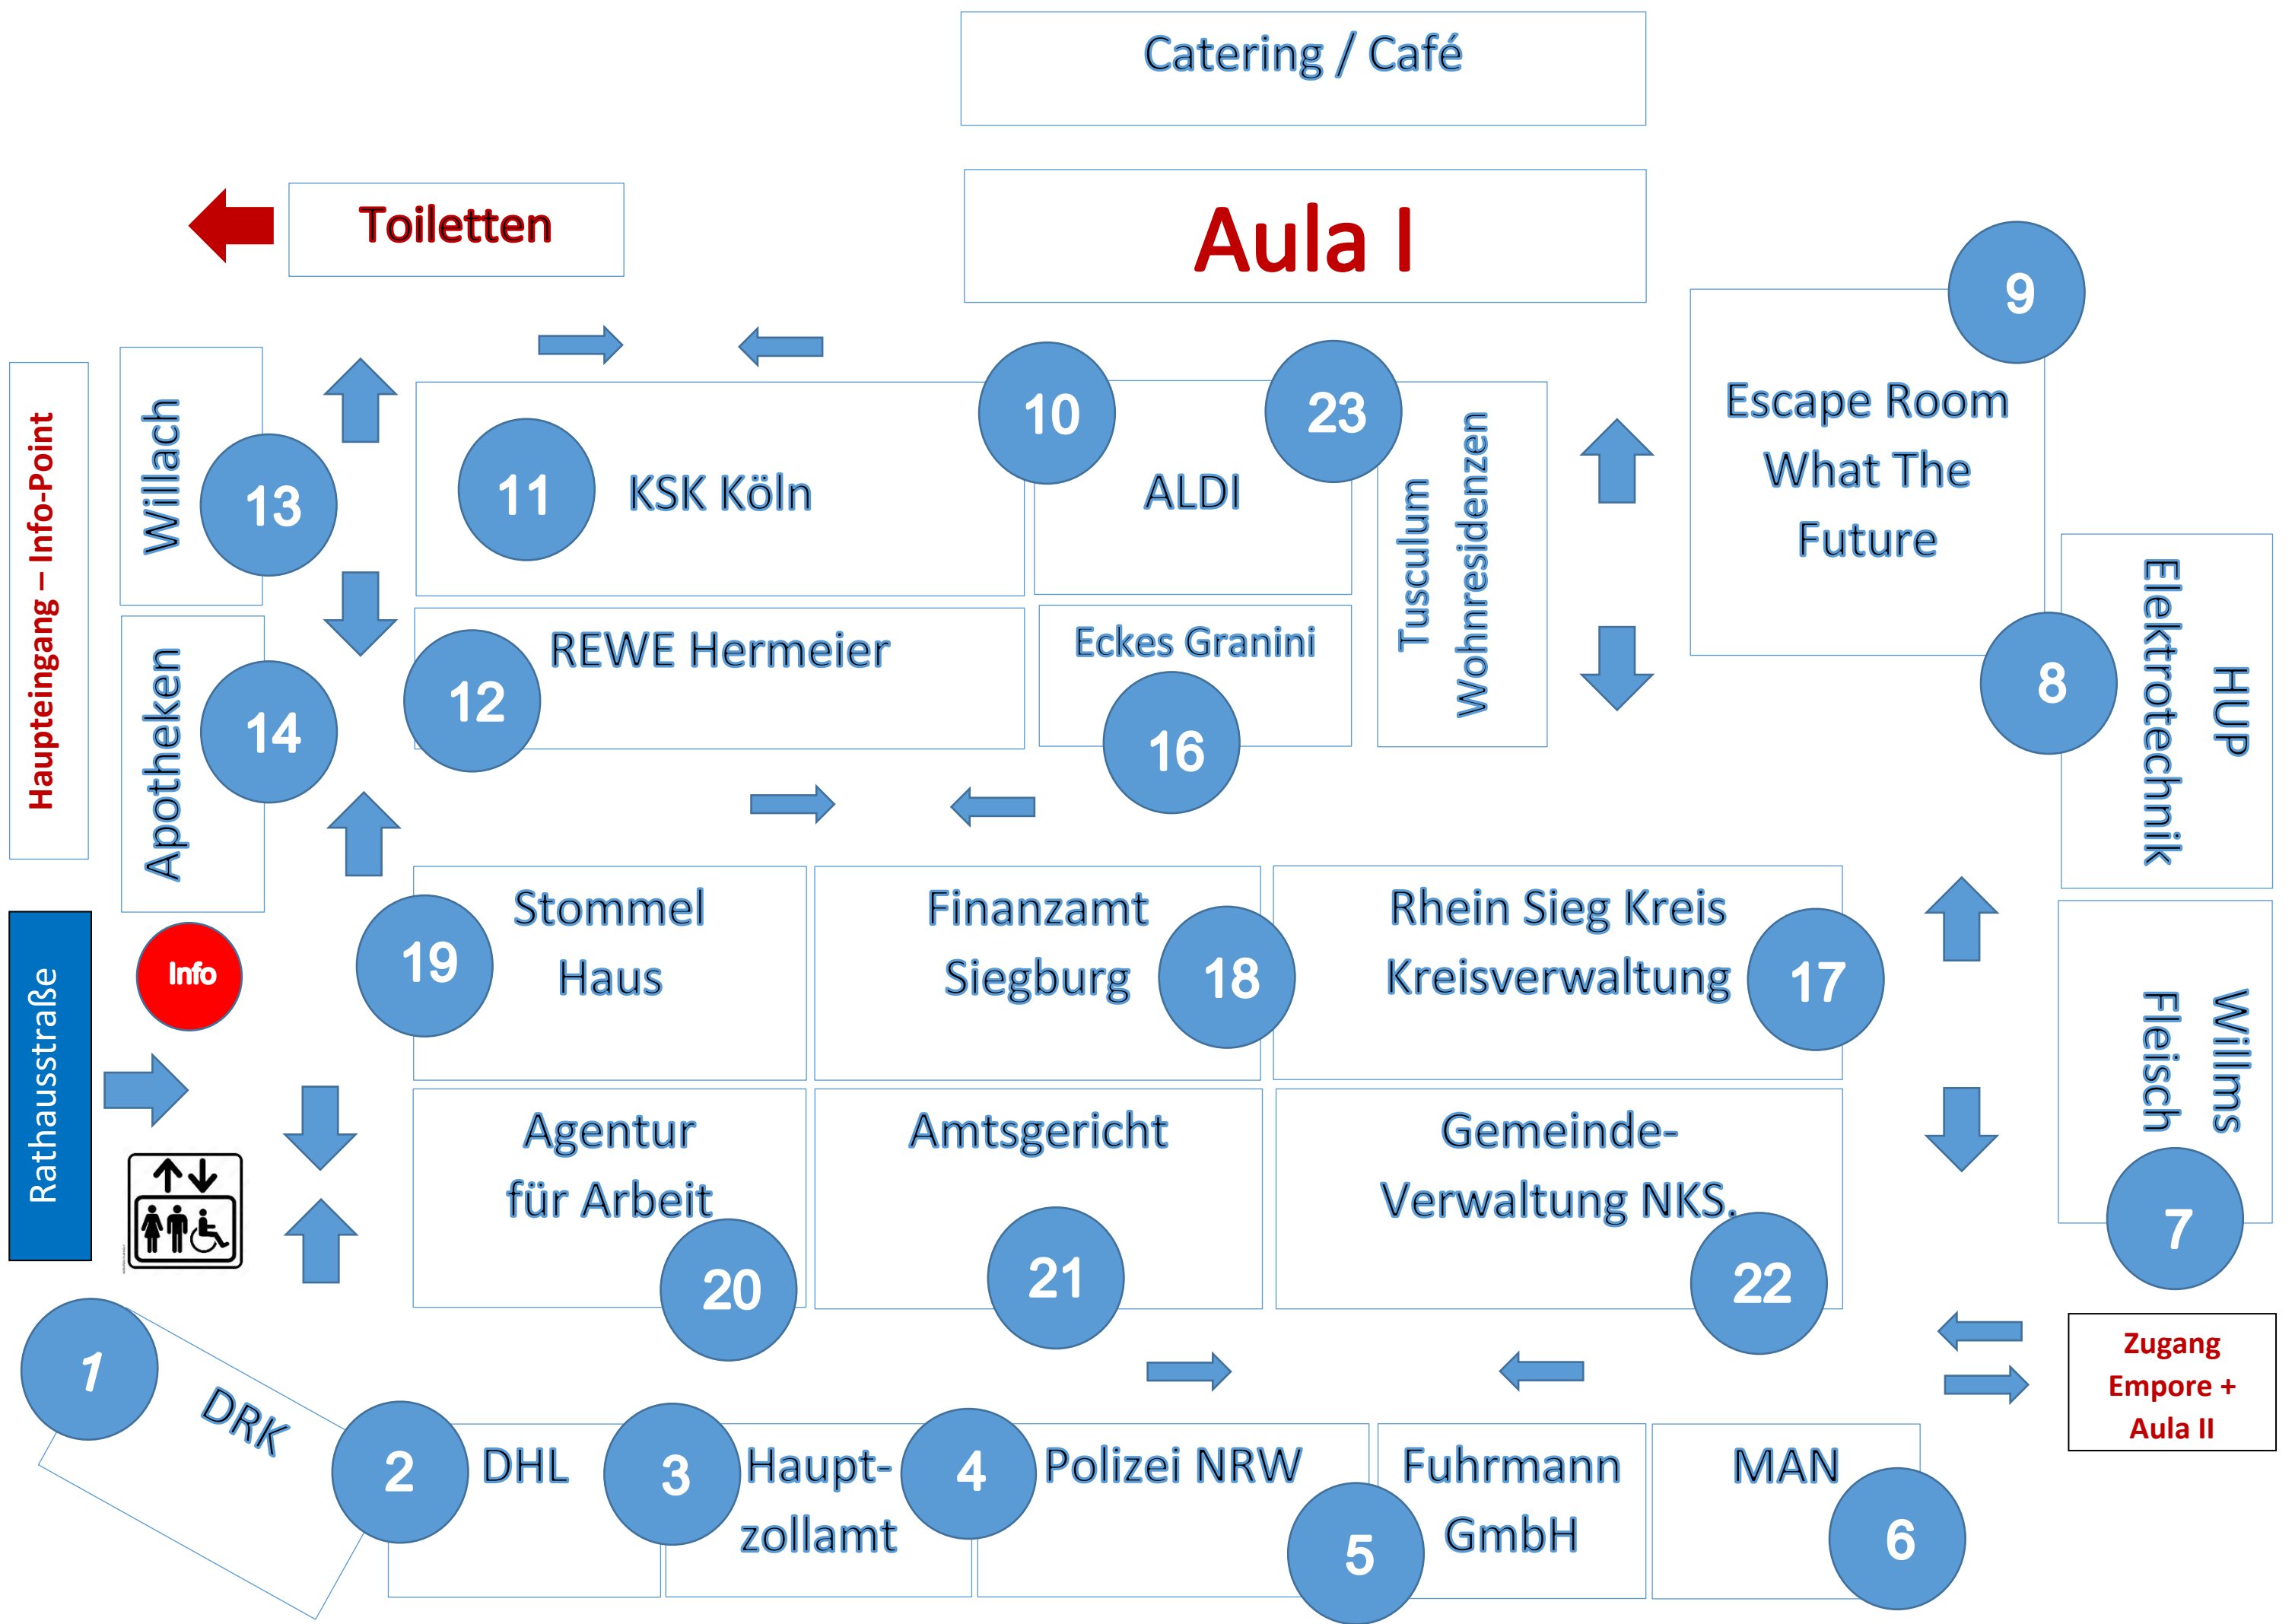 Catering / Café
Toiletten
Aula I
9
Escape Room
What The
Future
Haupteingang – Info-Point
Willach
13
11
KSK Köln
10
ALDI
23
Tusculum
Wohnresidenzen
8
HUP
Elektrotechnik
Apotheken
14
12
REWE Hermeier
Eckes Granini
16
Rathausstraße
Info
19
Stommel
Haus
Finanzamt
Siegburg
18
Rhein Sieg Kreis
Kreisverwaltung
17
Willms
Fleisch
7
Agentur
für Arbeit
20
Amtsgericht
21
Gemeinde-
Verwaltung NKS.
22
Zugang
Empore +
Aula II
1
DRK
2
DHL
3
Haupt-
zollamt
4
Polizei NRW
5
Fuhrmann
GmbH
MAN
6